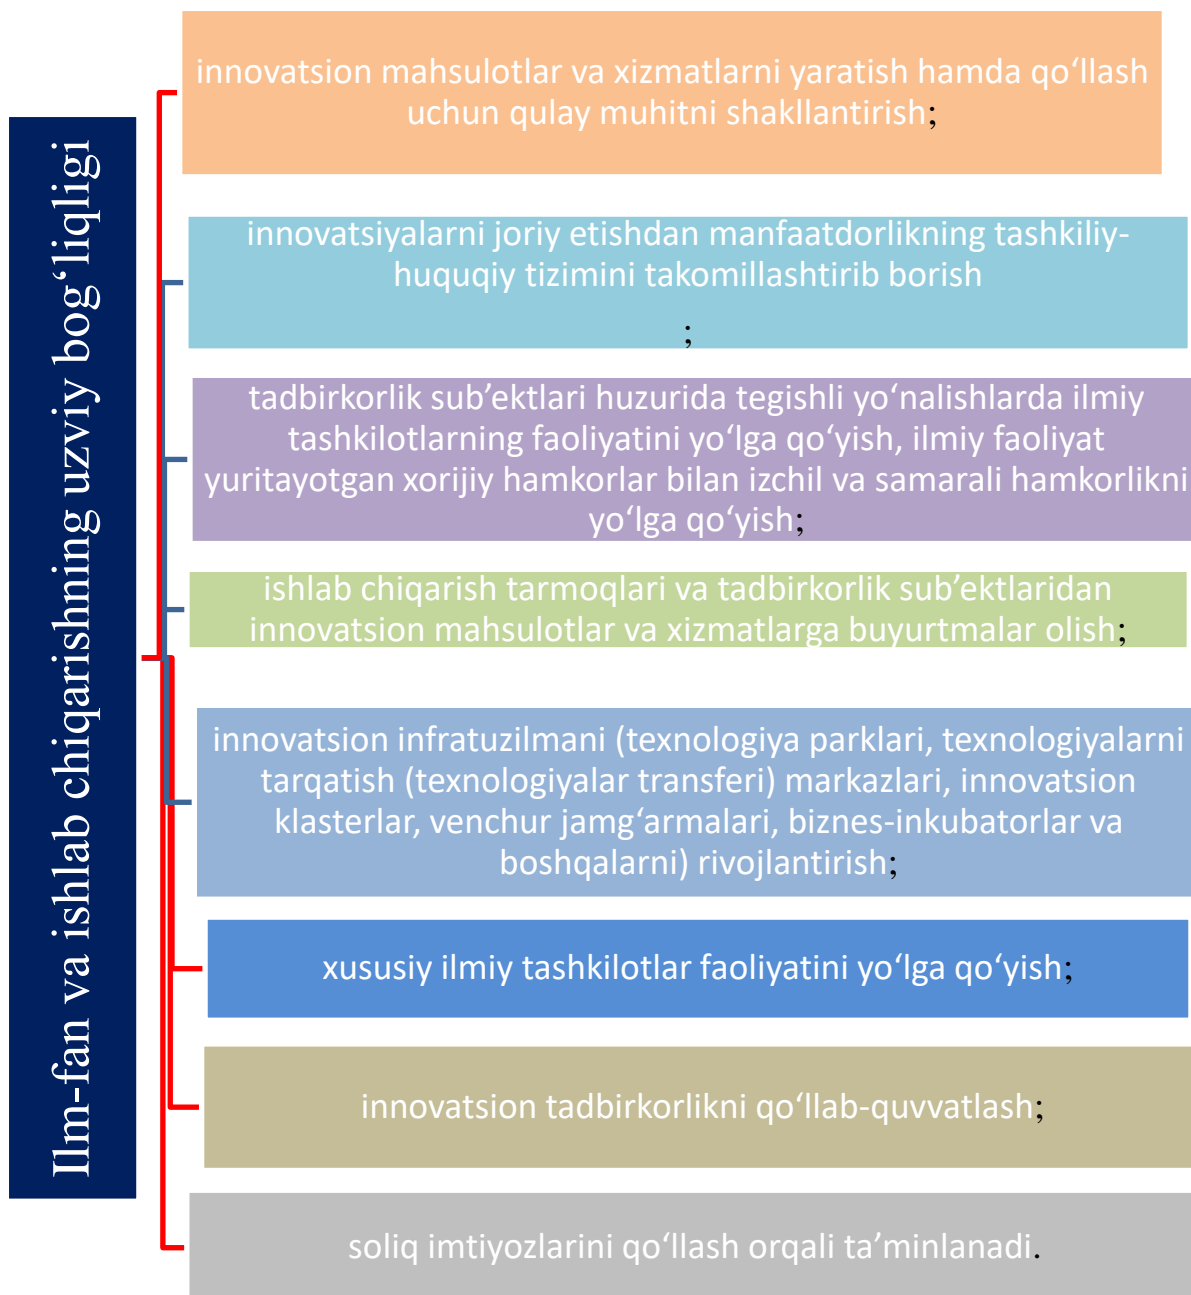 Ilm-fan va ishlab chiqarishning uzviy bog‘liqligi
innovatsion mahsulotlar va xizmatlarni yaratish hamda qo‘llash
uchun qulay muhitni shakllantirish;
innovatsiyalarni joriy etishdan manfaatdorlikning tashkiliy-
huquqiy tizimini takomillashtirib borish
;
tadbirkorlik sub’ektlari huzurida tegishli yo‘nalishlarda ilmiy
tashkilotlarning faoliyatini yo‘lga qo‘yish, ilmiy faoliyat
yuritayotgan xorijiy hamkorlar bilan izchil va samarali hamkorlikni
yo‘lga qo‘yish;
ishlab chiqarish tarmoqlari va tadbirkorlik sub’ektlaridan
innovatsion mahsulotlar va xizmatlarga buyurtmalar olish;
innovatsion infratuzilmani (texnologiya parklari, texnologiyalarni
tarqatish (texnologiyalar transferi) markazlari, innovatsion
klasterlar, venchur jamg‘armalari, biznes-inkubatorlar va
boshqalarni) rivojlantirish;
xususiy ilmiy tashkilotlar faoliyatini yo‘lga qo‘yish;
innovatsion tadbirkorlikni qo‘llab-quvvatlash;
soliq imtiyozlarini qo‘llash orqali ta’minlanadi.